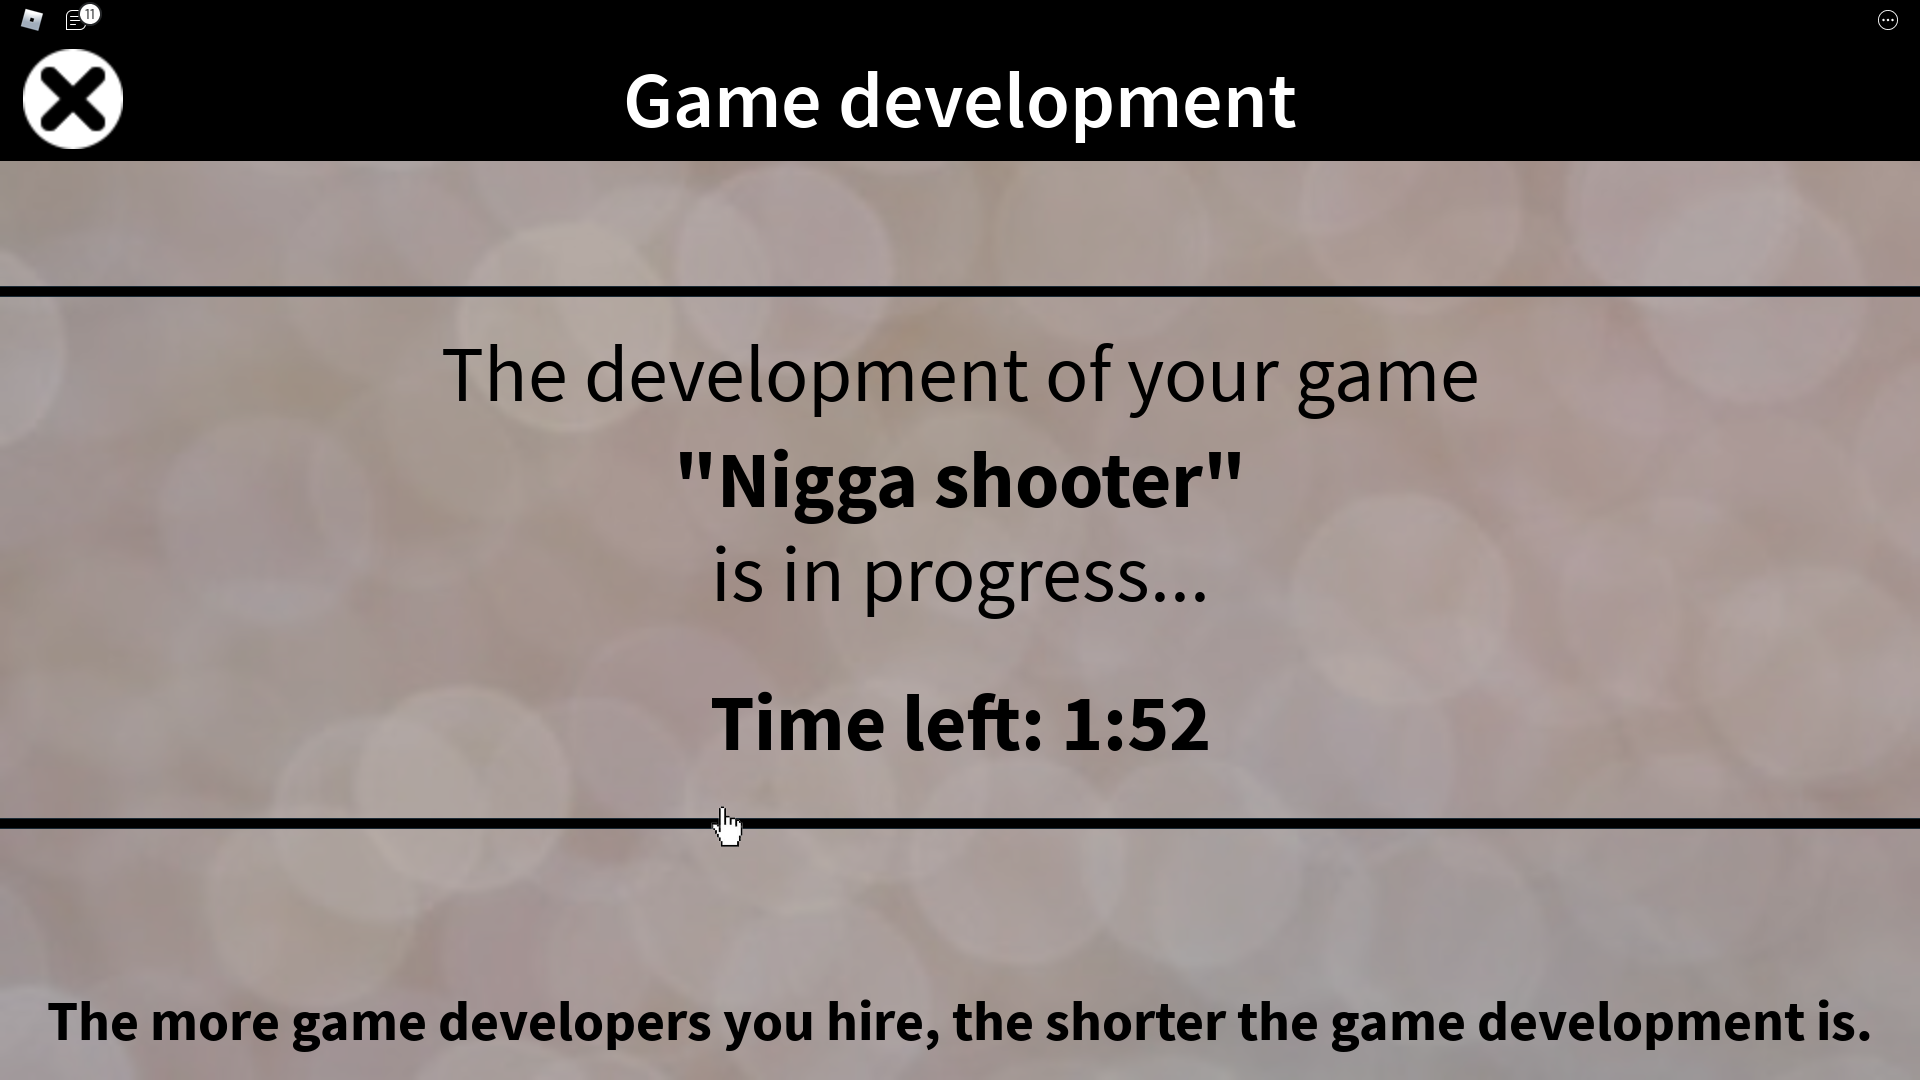 11
Game development
The development of your game
"Nigga shooter"
is in progress...
Time left: 1:52
The more game developers you hire, the shorter the game development is.